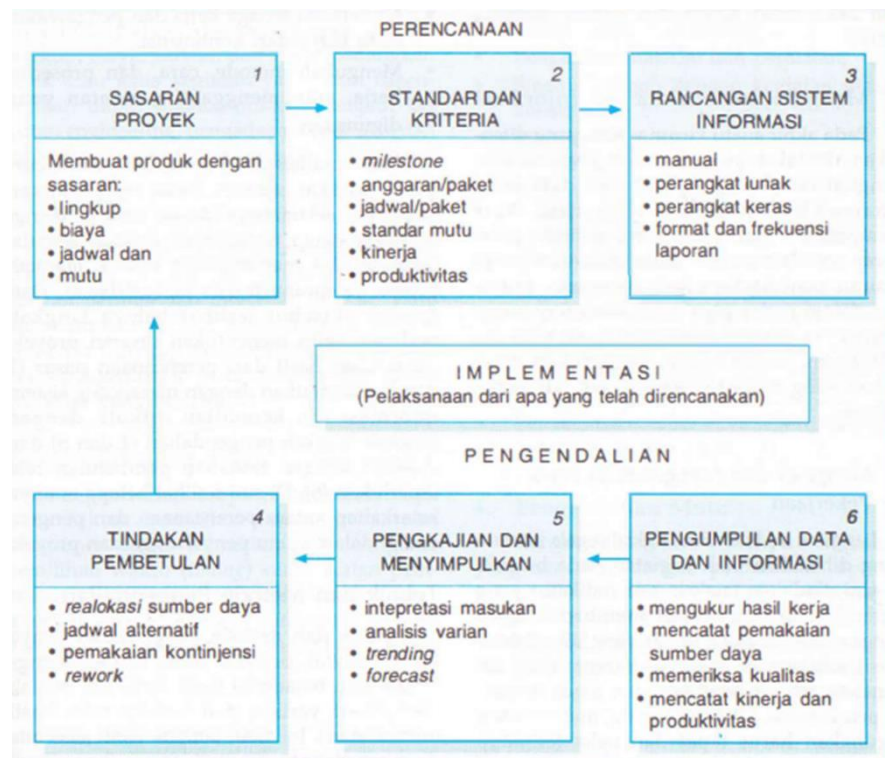 PERENCANAAN
1
SASARAN
PROYEK
Membuat produk dengan
sasaran:
• lingkup
• biaya
• jadwal dan
• mutu
2
STANDAR DAN
KRITERIA
• milestone
• anggaran/paket
• jadwal/paket
• standar mutu
• kinerja
• produktivitas
3
RANCANGAN SISTEM
INFORMASI
• manual
• perangkat lunak
• perangkat keras
• format dan frekuensi
laporan
IMPLEMENTASI
(Pelaksanaan dari apa yang telah direncanakan)
PENGENDALIAN
4
TINDAKAN
PEMBETULAN
• realokasi sumber daya
• jadwal alternatif
• pemakaian kontinjensi
• rework
5
PENGKAJIAN DAN
MENYIMPULKAN
• intepretasi masukan
• analisis varian
• trending
• forecast
6
PENGUMPULAN DATA
DAN INFORMASI
• mengukur hasil kerja
• mencatat pemakaian
sumber daya
• memeriksa kualitas
• mencatat kinerja dan
produktivitas